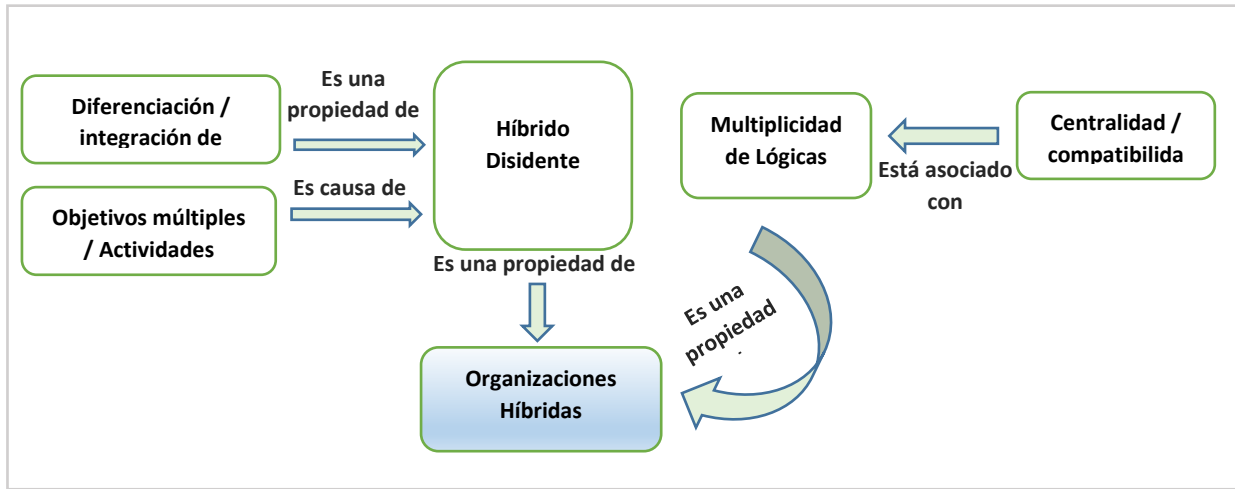 Diferenciación /
integración de
Es una
propiedad de
Objetivos múltiples
/ Actividades
Es causa de
Híbrido
Disidente
Es una propiedad de
Organizaciones
Híbridas
Multiplicidad
de Lógicas
Es una
propiedad
Centralidad /
compatibilida
Está asociado
con